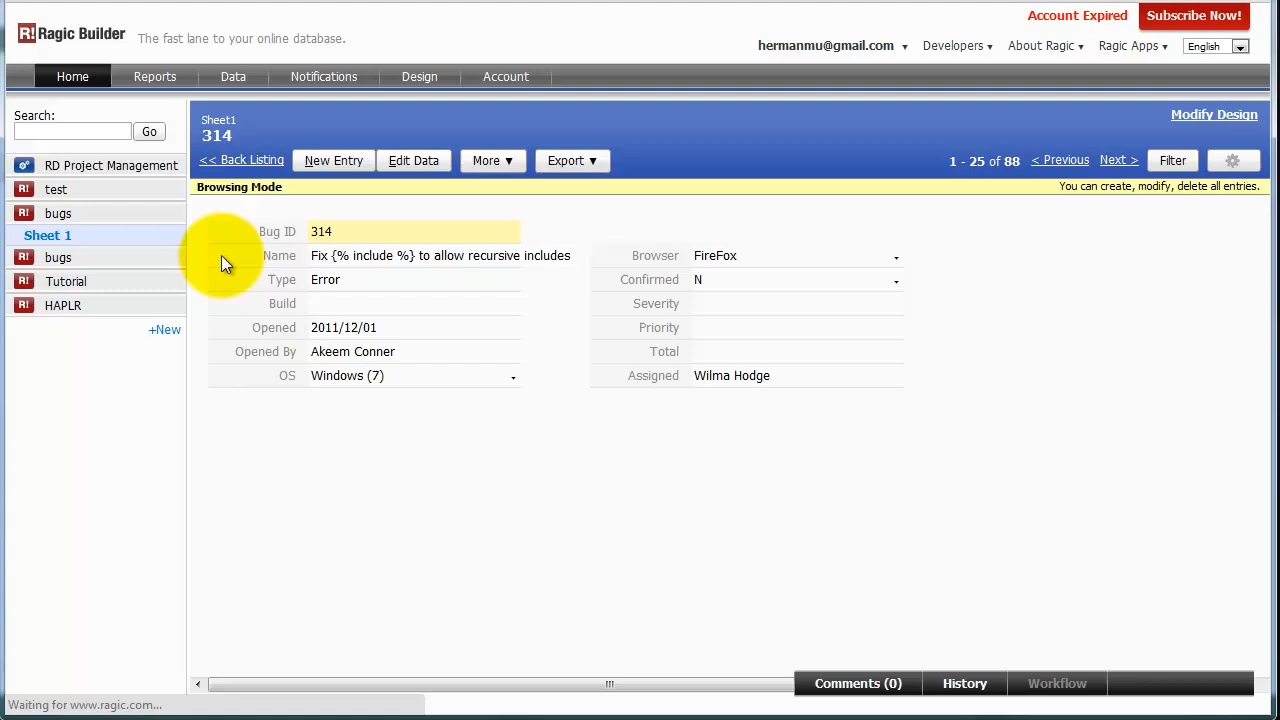 Account Expired Subscribe Now!
R! Ragic Builder The fast lane to your online database.
hermanmu@gmail.com ▾ Developers ▾ About Ragic ▾ Ragic Apps ▾ English
Home Reports Data Notifications Design Account
Search:
Go
RD Project Management
R! test
R! bugs
Sheet 1
R! bugs
R! Tutorial
R! HAPLR
+New
Sheet1
Modify Design
314
<< Back Listing New Entry Edit Data More ▼ Export ▼ 1 - 25 of 88 < Previous Next > Filter
Browsing Mode You can create, modify, delete all entries.
Bug ID 314
Name Fix {% include %} to allow recursive includes Browser FireFox
Type Error Confirmed N
Build Severity
Opened 2011/12/01 Priority
Opened By Akeem Conner Total
OS Windows (7) Assigned Wilma Hodge
Comments (0) History Workflow
Waiting for www.ragic.com...